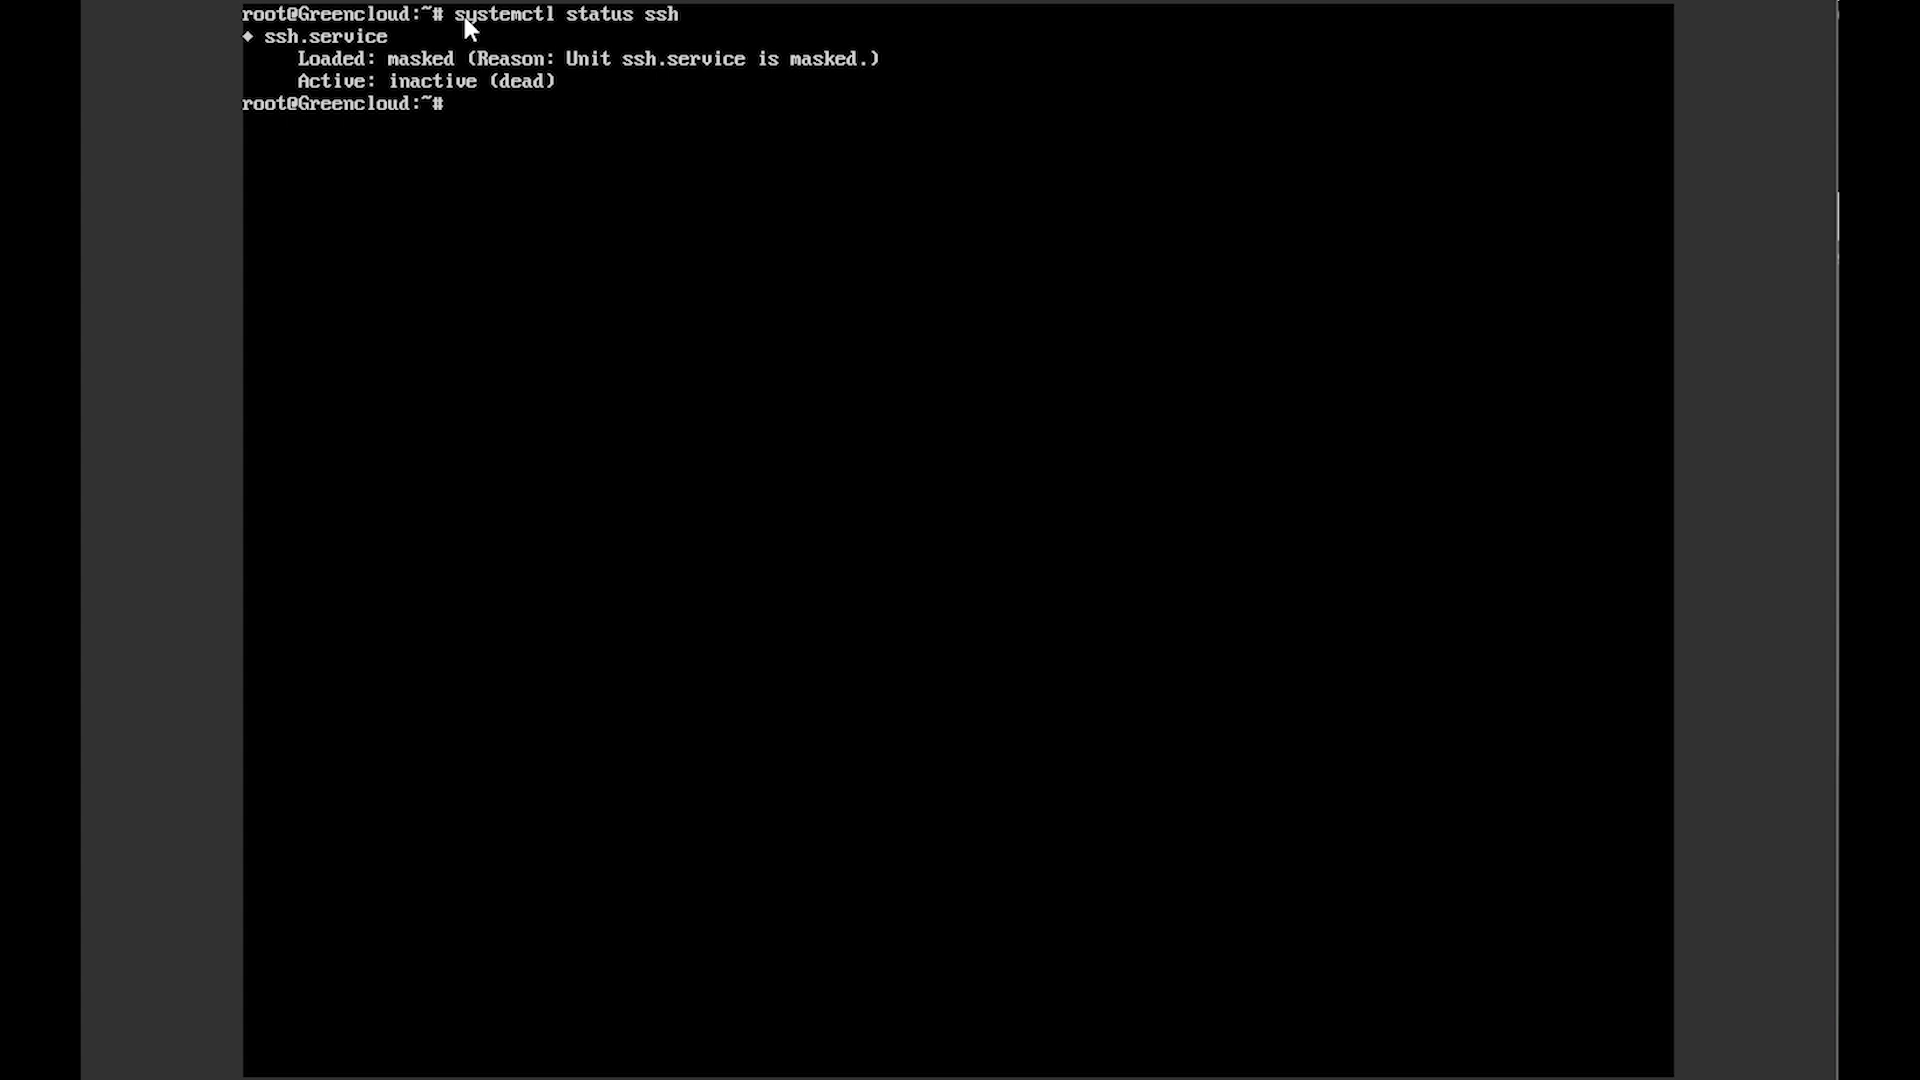 root@Greencloud:~# systemctl status ssh
◆ ssh.service
Loaded: masked (Reason: Unit ssh.service is masked.)
Active: inactive (dead)
root@Greencloud:~#